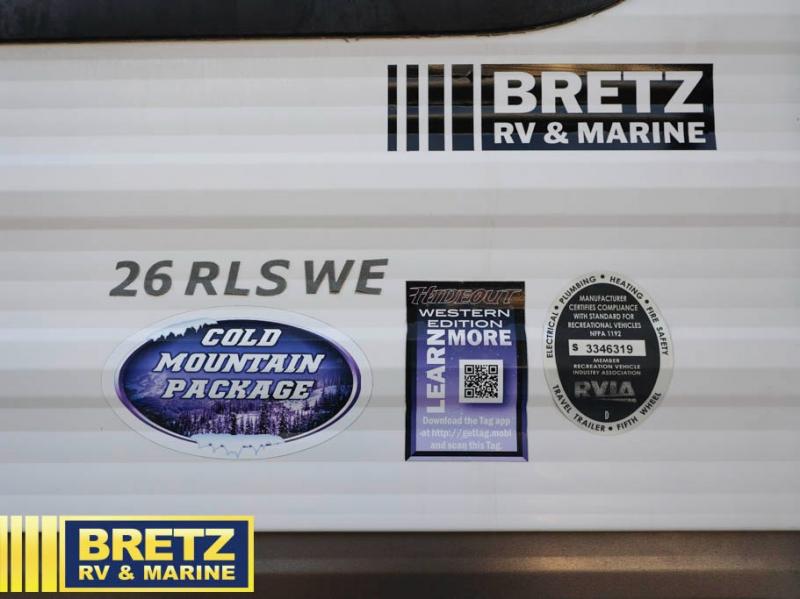 BRETZ
RV & MARINE
26 RLS WE
COLD
MOUNTAIN
PACKAGE
HIDEOUT
WESTERN
EDITION
LEARN
MORE
Download the Tag app
at http://gettag.mobi
and scan this Tag.
ELECTRICAL • PLUMBING • HEATING • FIRE SAFETY
MANUFACTURER
CERTIFIES COMPLIANCE
WITH STANDARD FOR
RECREATIONAL VEHICLES
NFPA 1192
S 3346319
MEMBER
RECREATION VEHICLE
INDUSTRY ASSOCIATION
RVIA
D
TRAVEL TRAILER • FIFTH WHEEL
BRETZ
RV & MARINE